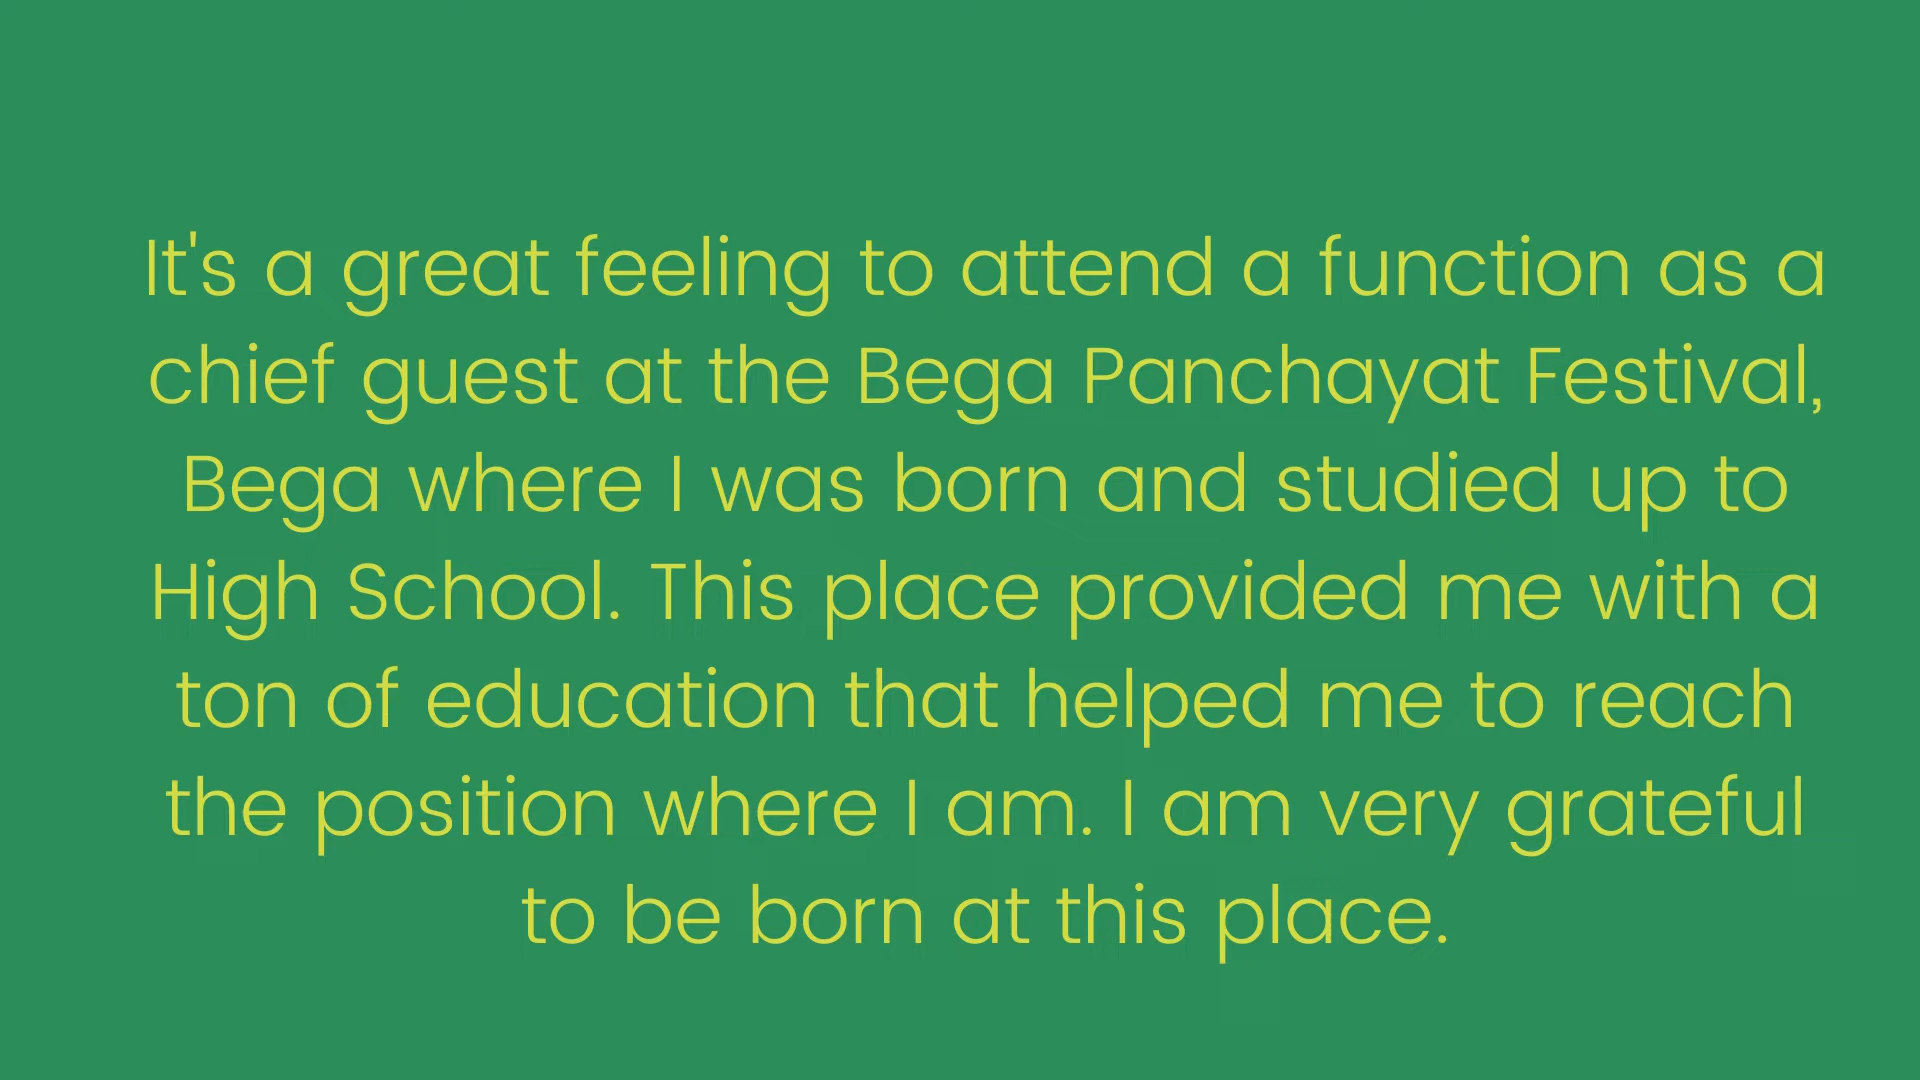 It's a great feeling to attend a function as a
chief guest at the Bega Panchayat Festival,
Bega where I was born and studied up to
High School. This place provided me with a
ton of education that helped me to reach
the position where I am. I am very grateful
to be born at this place.